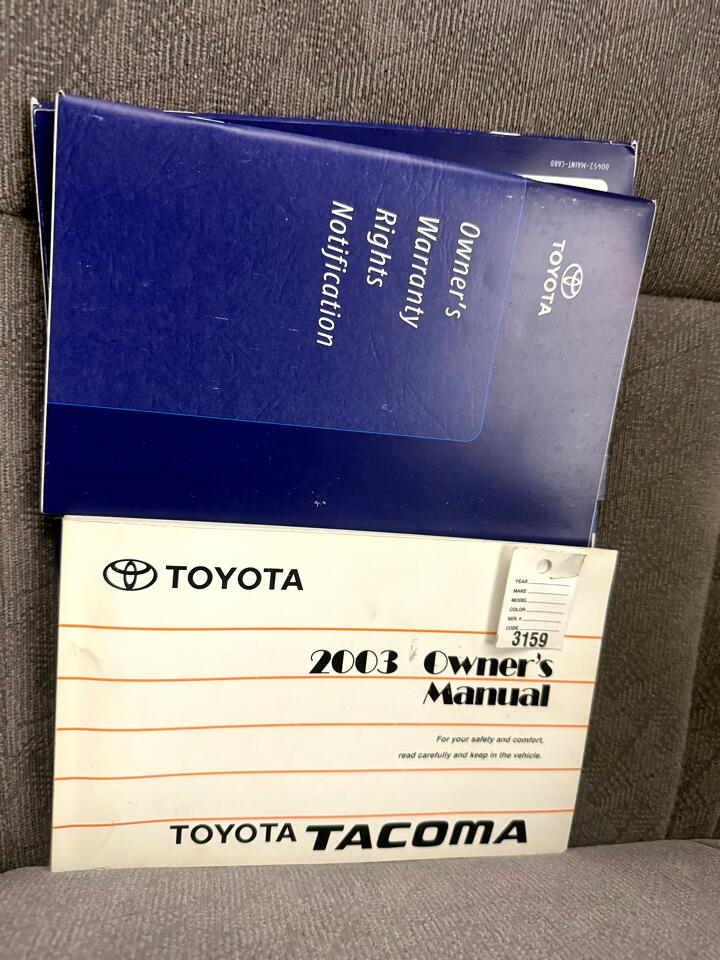 00452-MAINT-CARD
TOYOTA
Owner's
Warranty
Rights
Notification
TOYOTA
YEAR
MAKE
MODEL
COLOR
SER. #
CODE
3159
2003 Owner's
Manual
For your safety and comfort,
read carefully and keep in the vehicle.
TOYOTA TACOMA